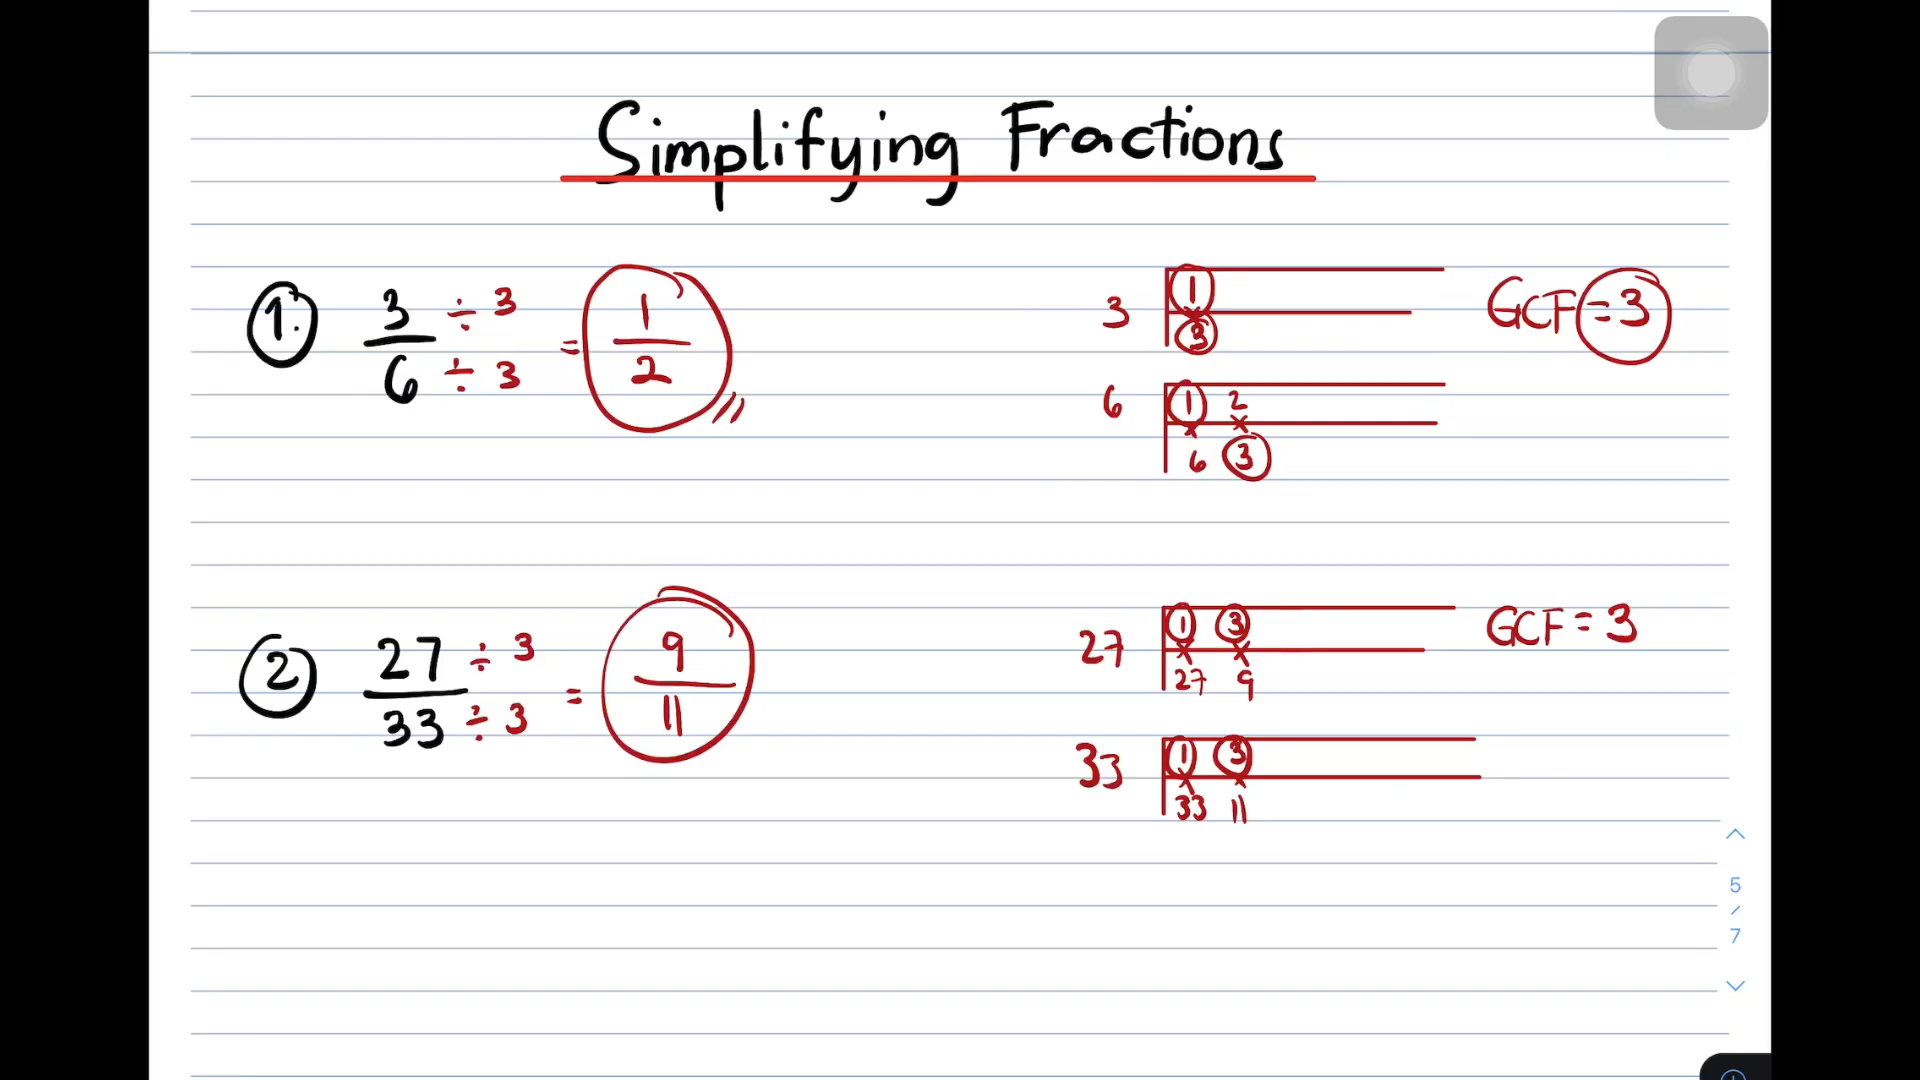 Simplifying Fractions
1. 3/6 ÷ 3 ÷ 3 = 1/2
3 | 1 × 3
GCF = 3
6 | 1 2 × × 6 3
2 27/33 ÷ 3 ÷ 3 = 9/11
27 | 1 3 × × 27 9
GCF = 3
33 | 1 3 × × 33 11
5
/
7